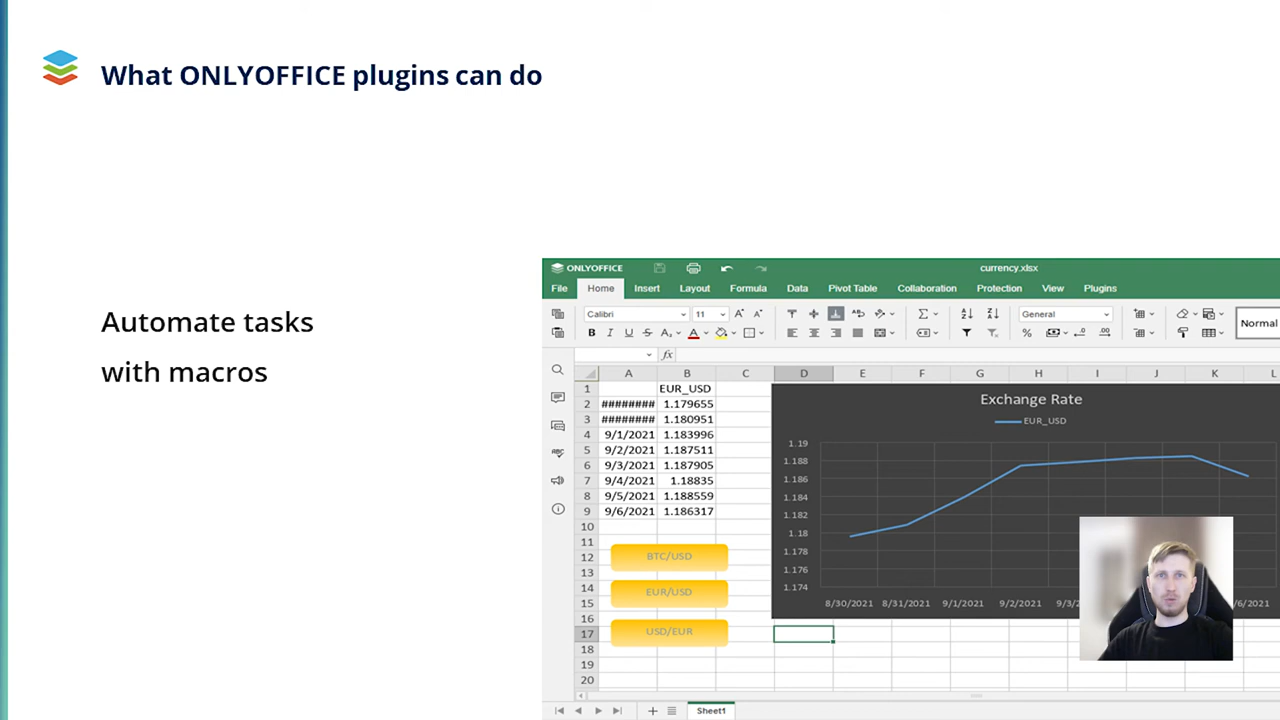 What ONLYOFFICE plugins can do
Automate tasks
with macros
ONLYOFFICE
currency.xlsx
File Home Insert Layout Formula Data Pivot Table Collaboration Protection View Plugins
Calibri 11 General
B I U S A A Normal
fx
A B C D E F G H I J K L
1 EUR_USD
2 ######## 1.179655
3 ######## 1.180951
4 9/1/2021 1.183996
5 9/2/2021 1.187511
6 9/3/2021 1.187905
7 9/4/2021 1.18835
8 9/5/2021 1.188559
9 9/6/2021 1.186317
10
11
12
13
14
15
16
17
18
19
20
BTC/USD
EUR/USD
USD/EUR
Exchange Rate
EUR_USD
1.19
1.188
1.186
1.184
1.182
1.18
1.178
1.176
1.174
8/30/2021 8/31/2021 9/1/2021 9/2/2021 9/3/2 /6/2021
Sheet1